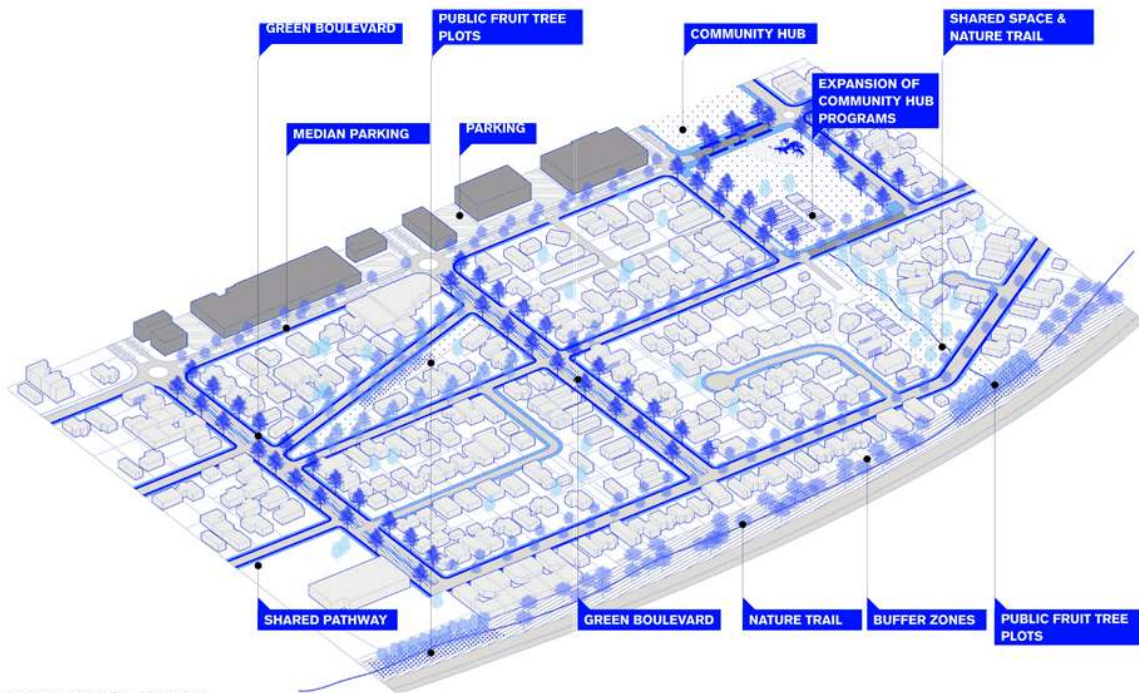 GREEN BOULEVARD
PUBLIC FRUIT TREE
PLOTS
COMMUNITY HUB
SHARED SPACE &
NATURE TRAIL
EXPANSION OF
COMMUNITY HUB
PROGRAMS
MEDIAN PARKING
PARKING
SHARED PATHWAY
GREEN BOULEVARD
NATURE TRAIL
BUFFER ZONES
PUBLIC FRUIT TREE
PLOTS